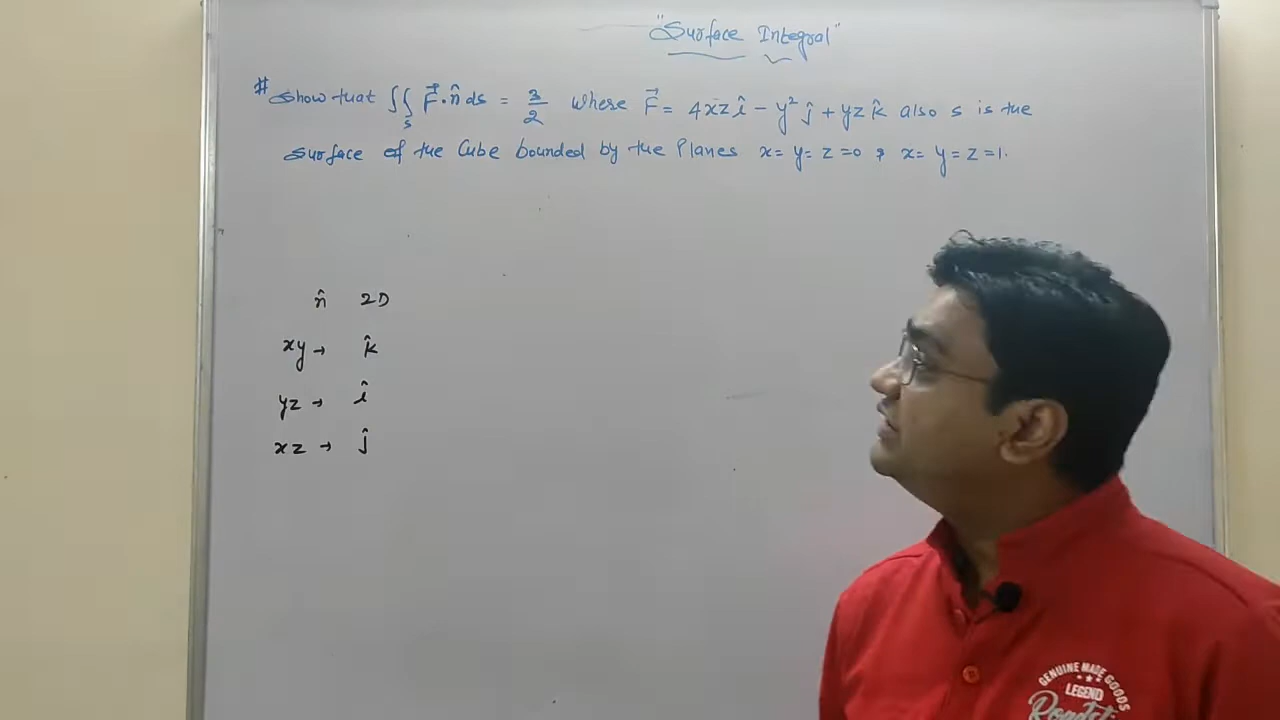 "Surface Integral"
# Show that ∬ₛ F⃗·n̂ ds = 3/2 where F⃗ = 4xz î − y² ĵ + yz k̂ also s is the
surface of the Cube bounded by the Planes x= y= z=0 & x= y= z=1.
n̂ 2D
xy → k̂
yz → î
xz → ĵ
GENUINE MADE GOODS
LEGEND